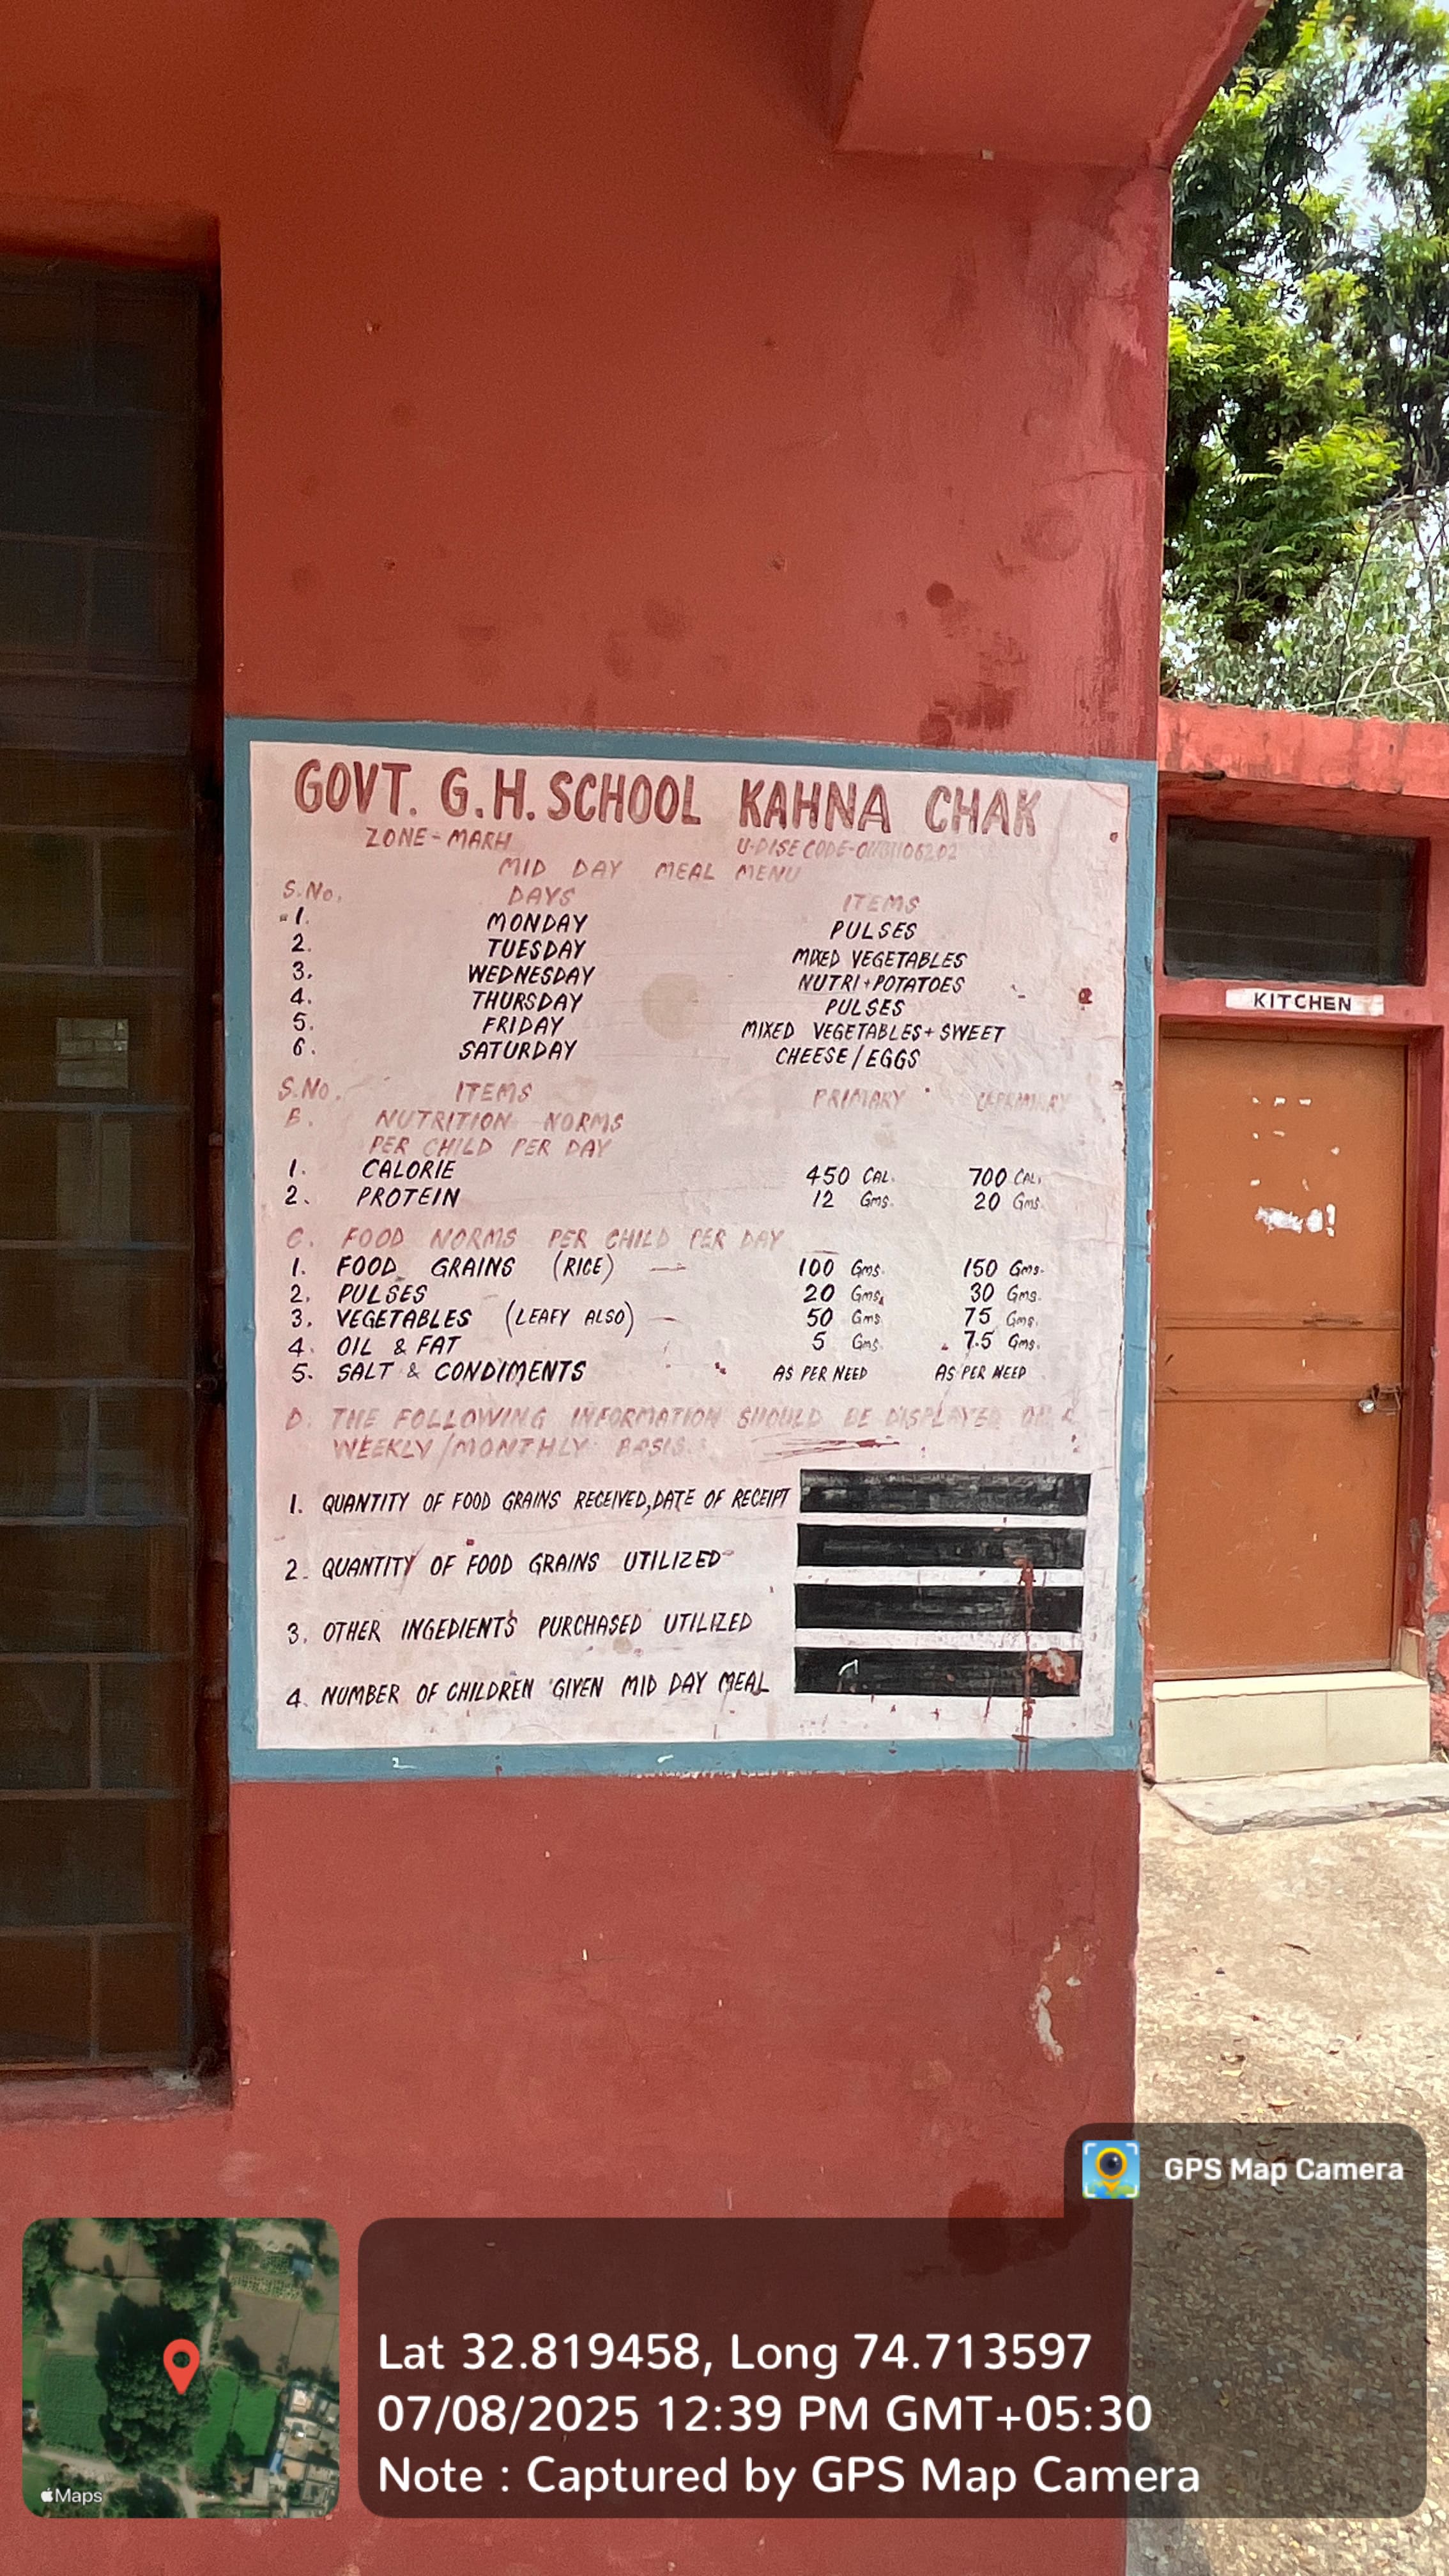 GOVT. G.H. SCHOOL KAHNA CHAK
ZONE-MARH U-DISE CODE-
MID DAY MEAL MENU
S.No. DAYS ITEMS
1. MONDAY PULSES
2. TUESDAY MIXED VEGETABLES
3. WEDNESDAY NUTRI+POTATOES
4. THURSDAY PULSES
5. FRIDAY MIXED VEGETABLES+SWEET
6. SATURDAY CHEESE/EGGS
S.No. ITEMS PRIMARY U.PRIMARY
B. NUTRITION NORMS
PER CHILD PER DAY
1. CALORIE 450 CAL. 700 CAL.
2. PROTEIN 12 Gms. 20 Gms.
C. FOOD NORMS PER CHILD PER DAY
1. FOOD GRAINS (RICE) — 100 Gms. 150 Gms.
2. PULSES 20 Gms. 30 Gms.
3. VEGETABLES (LEAFY ALSO) — 50 Gms. 75 Gms.
4. OIL & FAT 5 Gms. 7.5 Gms.
5. SALT & CONDIMENTS AS PER NEED AS PER NEED
D. THE FOLLOWING INFORMATION SHOULD BE DISPLAYED ON
WEEKLY/MONTHLY BASIS.
1. QUANTITY OF FOOD GRAINS RECEIVED, DATE OF RECEIPT
2. QUANTITY OF FOOD GRAINS UTILIZED
3. OTHER INGEDIENTS PURCHASED UTILIZED
4. NUMBER OF CHILDREN GIVEN MID DAY MEAL
KITCHEN
GPS Map Camera
Lat 32.819458, Long 74.713597
07/08/2025 12:39 PM GMT+05:30
Note : Captured by GPS Map Camera
Maps